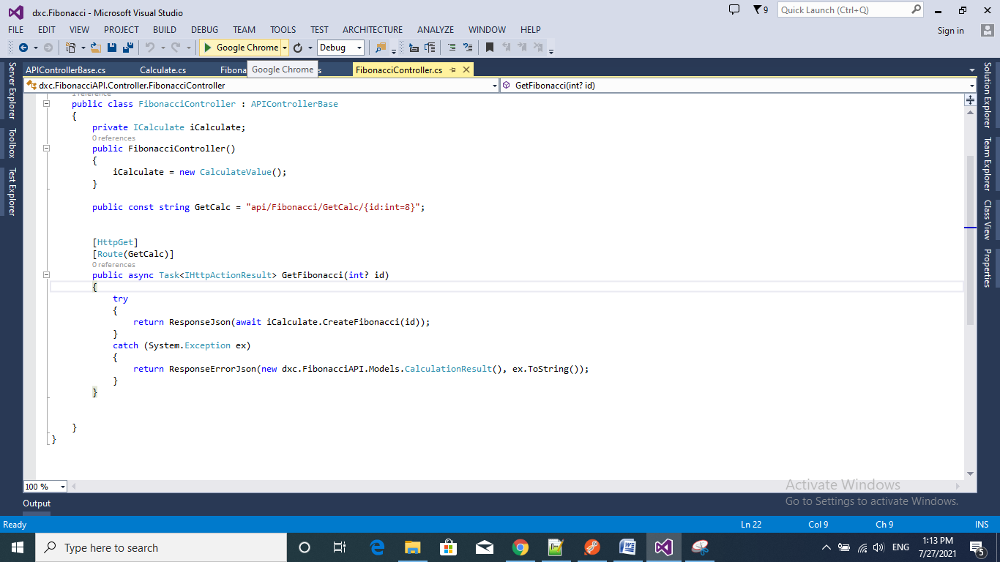 dxc.Fibonacci - Microsoft Visual Studio
9
Quick Launch (Ctrl+Q)
FILE EDIT VIEW PROJECT BUILD DEBUG TEAM TOOLS TEST ARCHITECTURE ANALYZE WINDOW HELP
Sign in
Google Chrome
Debug
APIControllerBase.cs Calculate.cs Fibona s FibonacciController.cs
Google Chrome
dxc.FibonacciAPI.Controller.FibonacciController
GetFibonacci(int? id)
Server Explorer
Toolbox
Test Explorer
1 reference
public class FibonacciController : APIControllerBase
{
private ICalculate iCalculate;
0 references
public FibonacciController()
{
iCalculate = new CalculateValue();
}
public const string GetCalc = "api/Fibonacci/GetCalc/{id:int=8}";
[HttpGet]
[Route(GetCalc)]
0 references
public async Task<IHttpActionResult> GetFibonacci(int? id)
{
try
{
return ResponseJson(await iCalculate.CreateFibonacci(id));
}
catch (System.Exception ex)
{
return ResponseErrorJson(new dxc.FibonacciAPI.Models.CalculationResult(), ex.ToString());
}
}
}
}
Solution Explorer
Team Explorer
Class View
Properties
100 %
Activate Windows
Go to Settings to activate Windows.
Output
Ready
Ln 22 Col 9 Ch 9 INS
Type here to search
ENG
1:13 PM
7/27/2021
5